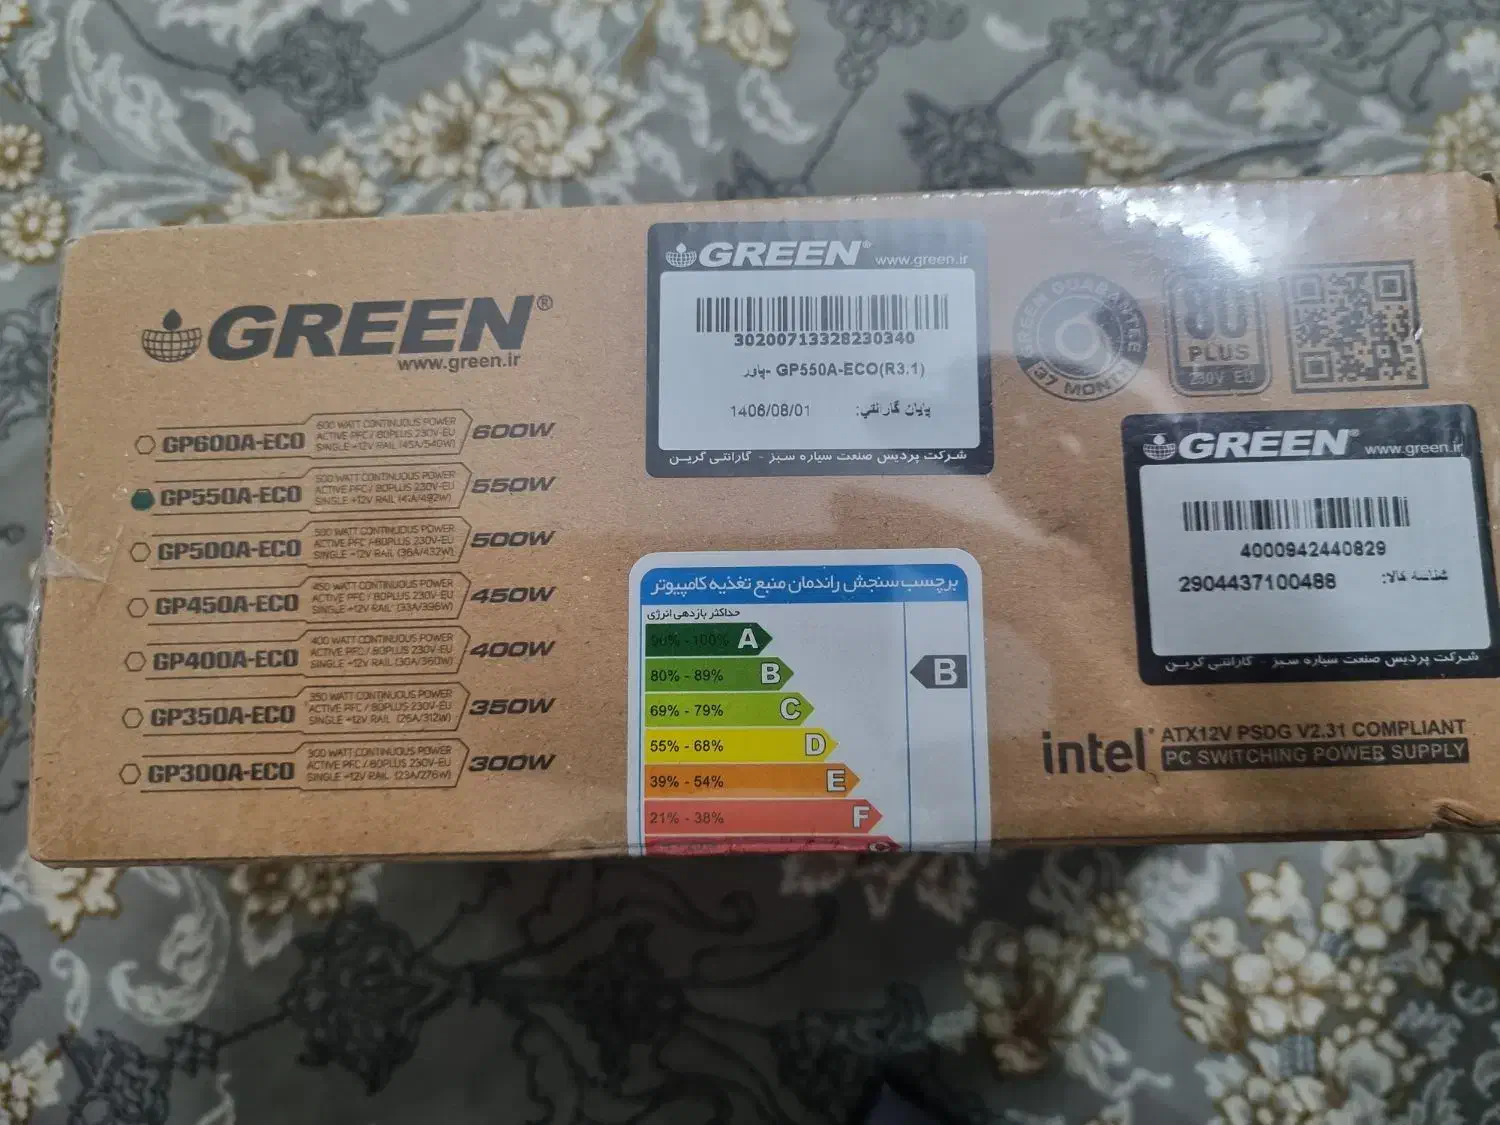 GREEN®
www.green.ir
GP600A-ECO
600 WATT CONTINUOUS POWER
ACTIVE PFC / 80PLUS 230V-EU
SINGLE +12V RAIL (45A/540W)
600W
GP550A-ECO
ACTIVE PFC / 80PLUS 230V-EU
SINGLE +12V RAIL (41A/492W)
550W
GP500A-ECO
500 WATT CONTINUOUS POWER
ACTIVE PFC / 80PLUS 230V-EU
SINGLE +12V RAIL (36A/432W)
500W
GP450A-ECO
450 WATT CONTINUOUS POWER
ACTIVE PFC / 80PLUS 230V-EU
SINGLE +12V RAIL (33A/396W)
450W
GP400A-ECO
400 WATT CONTINUOUS POWER
ACTIVE PFC / 80PLUS 230V-EU
SINGLE +12V RAIL (30A/360W)
400W
GP350A-ECO
350 WATT CONTINUOUS POWER
ACTIVE PFC / 80PLUS 230V-EU
SINGLE +12V RAIL (26A/312W)
350W
GP300A-ECO
300 WATT CONTINUOUS POWER
ACTIVE PFC / 80PLUS 230V-EU
SINGLE +12V RAIL (23A/276W)
300W
GREEN® www.green.ir
30200713328230340
پاور- GP550A-ECO(R3.1)
پایان گارانتي: 1406/08/01
شرکت پردیس صنعت سیاره سبز - گارانتی گرین
GREEN GUARANTEE
37 MONTH
80
PLUS
230V EU
GREEN® www.green.ir
4000942440829
شناسه کالا: 2904437100488
شرکت پردیس صنعت سیاره سبز - گارانتی گرین
برچسب سنجش راندمان منبع تغذیه کامپیوتر
حداکثر بازدهی انرژی
90% - 100% A
80% - 89% B
B
69% - 79% C
55% - 68% D
39% - 54% E
21% - 38% F
G
intel® ATX12V PSDG V2.31 COMPLIANT
PC SWITCHING POWER SUPPLY